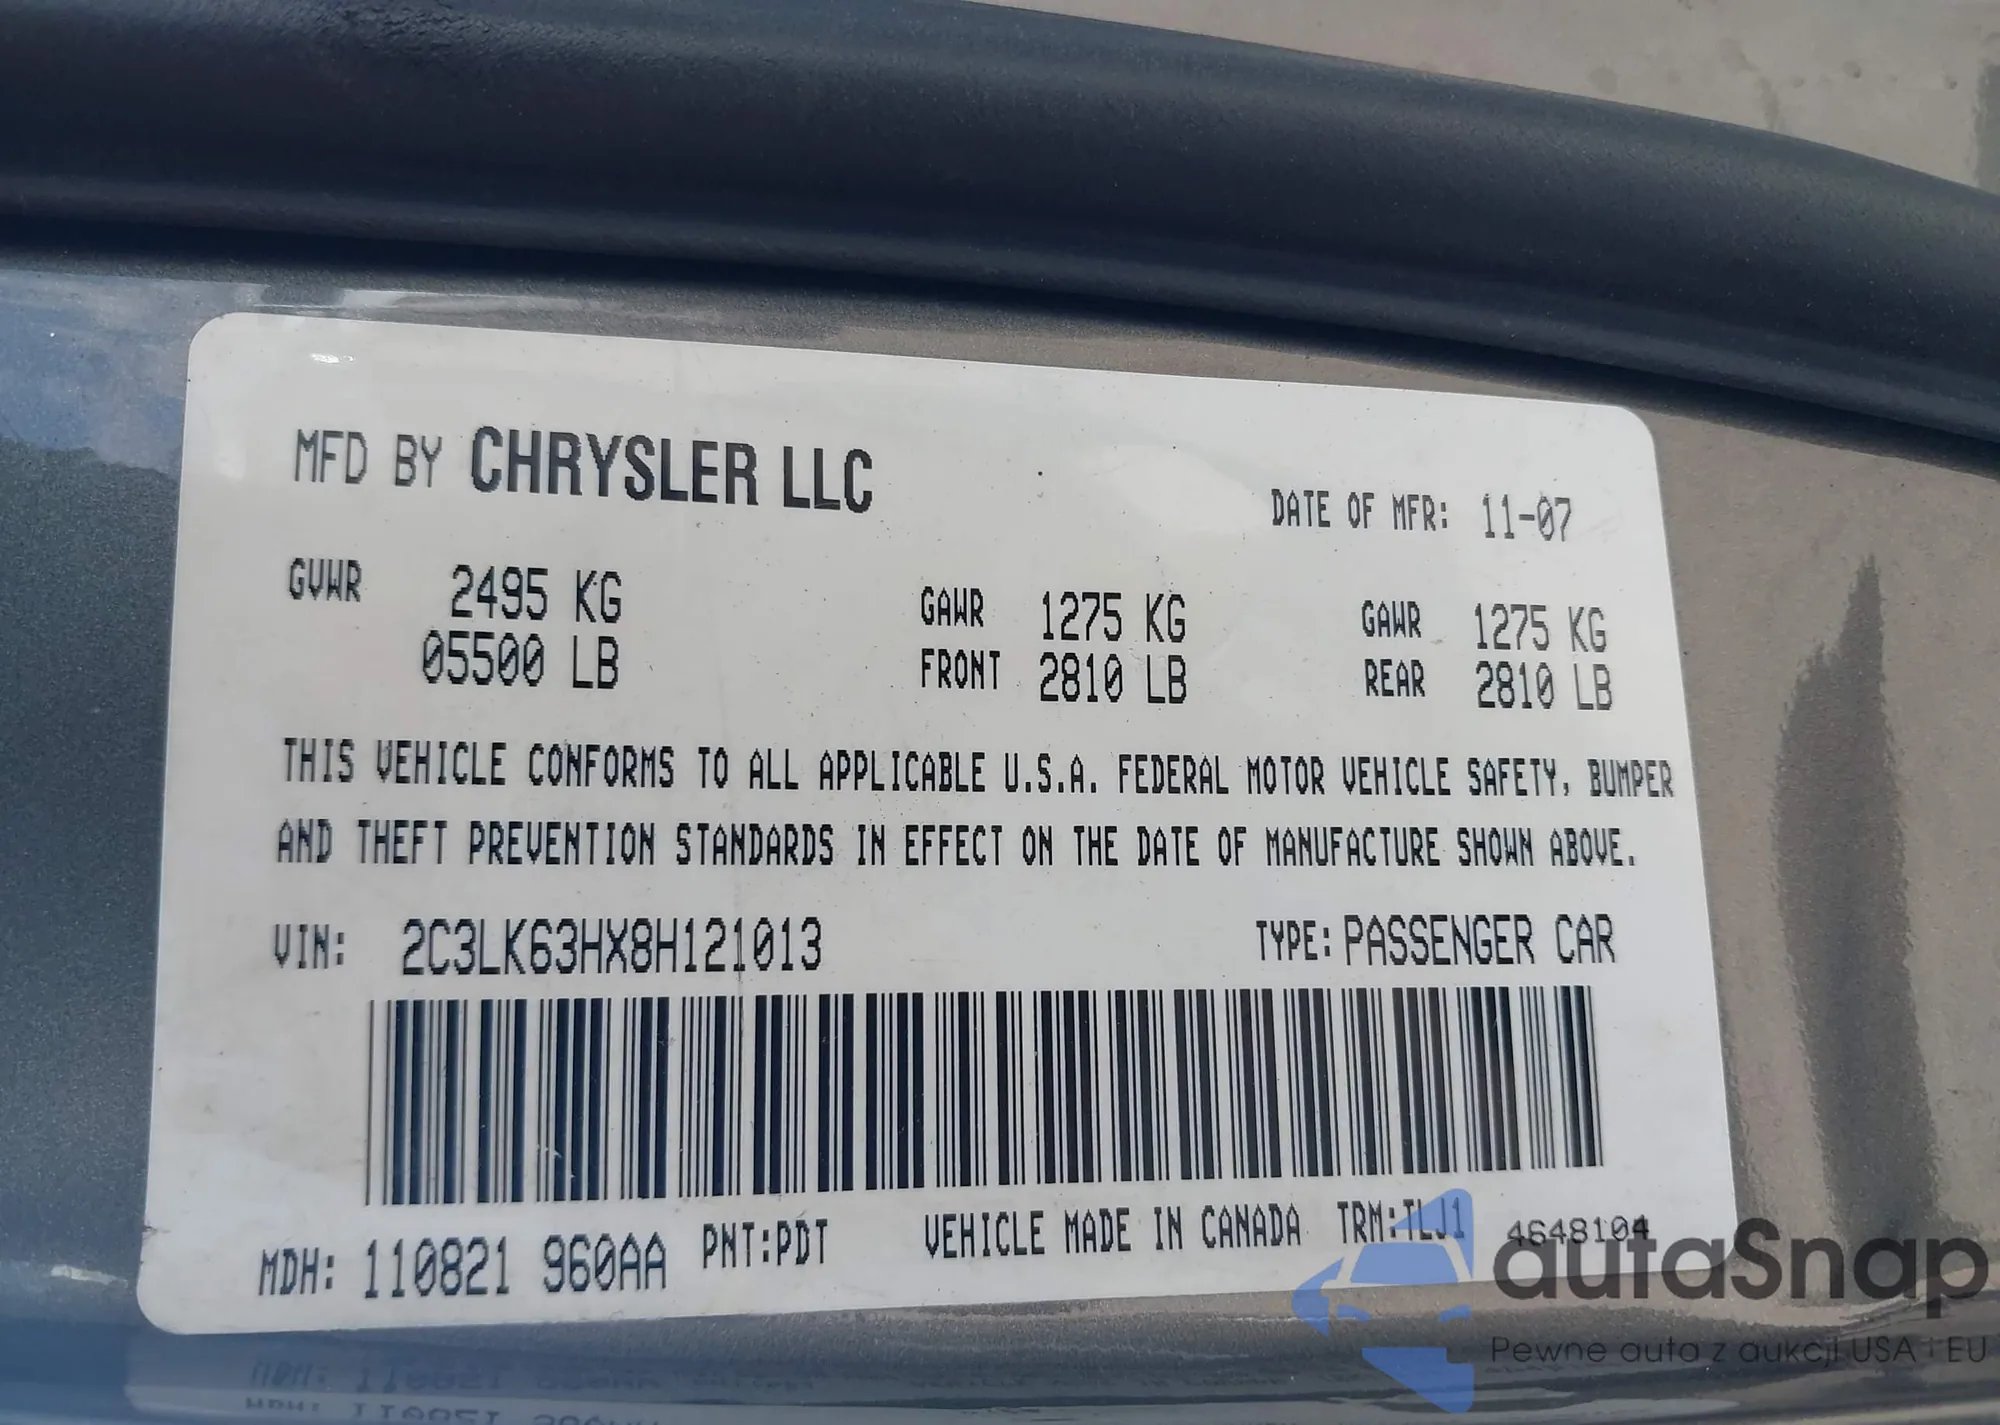 MFD BY CHRYSLER LLC
DATE OF MFR: 11-07
GVWR 2495 KG
05500 LB
GAWR 1275 KG
FRONT 2810 LB
GAWR 1275 KG
REAR 2810 LB
THIS VEHICLE CONFORMS TO ALL APPLICABLE U.S.A. FEDERAL MOTOR VEHICLE SAFETY, BUMPER
AND THEFT PREVENTION STANDARDS IN EFFECT ON THE DATE OF MANUFACTURE SHOWN ABOVE.
VIN: 2C3LK63HX8H121013
TYPE: PASSENGER CAR
MDH: 110821 960AA
PNT:PDT
VEHICLE MADE IN CANADA
TRM:TLJ1
4648104
autaSnap
Pewne auta z aukcji USA i EU